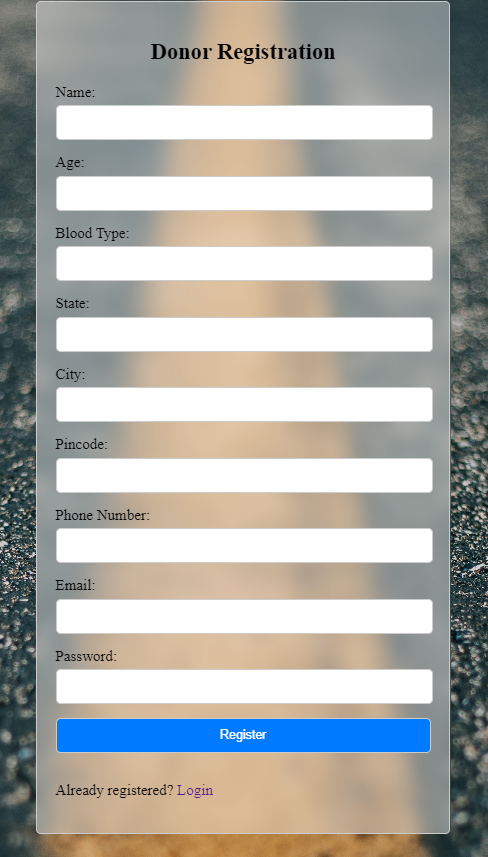 Donor Registration
Name:
Age:
Blood Type:
State:
City:
Pincode:
Phone Number:
Email:
Password:
Register
Already registered? Login